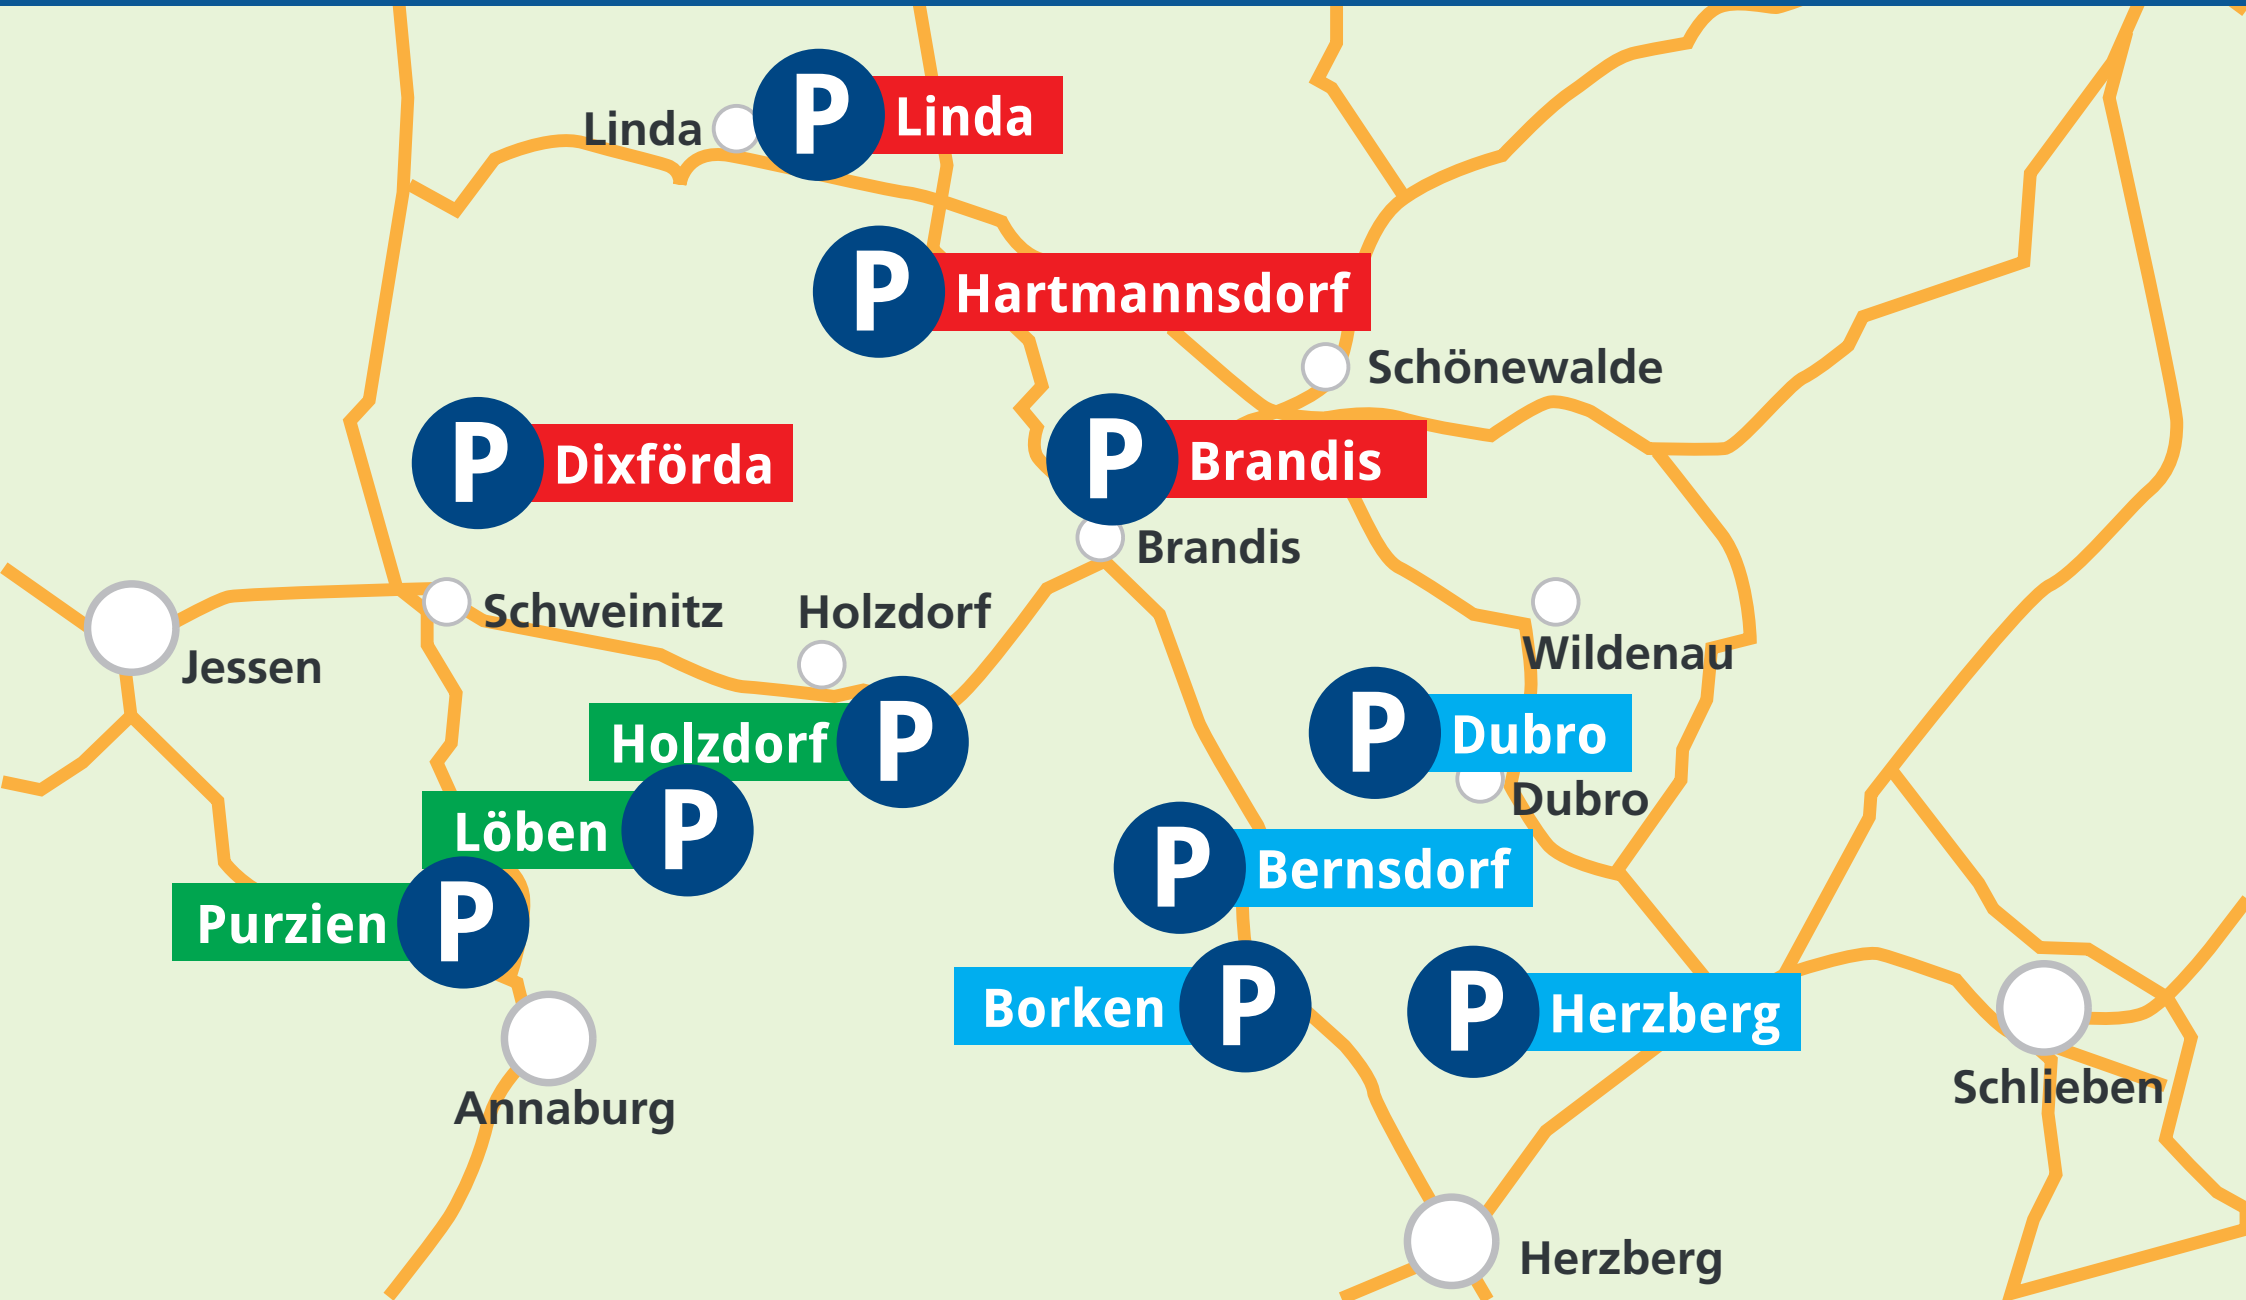 P Linda
Linda
P Hartmannsdorf
Schönewalde
P Dixförda
P Brandis
Brandis
Schweinitz
Holzdorf
Jessen
Wildenau
Holzdorf P
P Dubro
Dubro
Löben P
P Bernsdorf
Purzien P
Borken P
P Herzberg
Annaburg
Schlieben
Herzberg